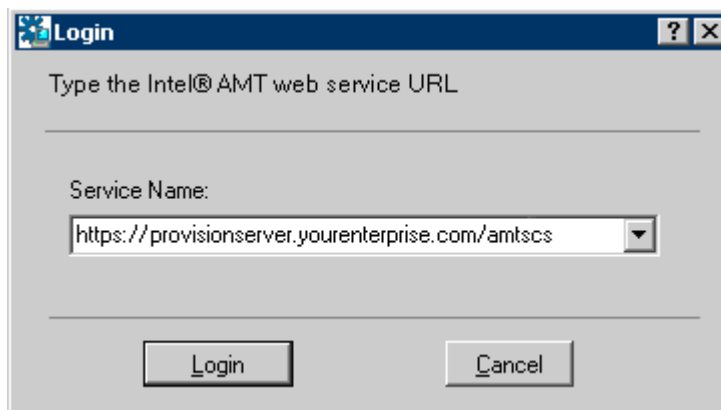 Login
Type the Intel® AMT web service URL
Service Name:
https://provisionserver.yourenterprise.com/amtscs
Login Cancel